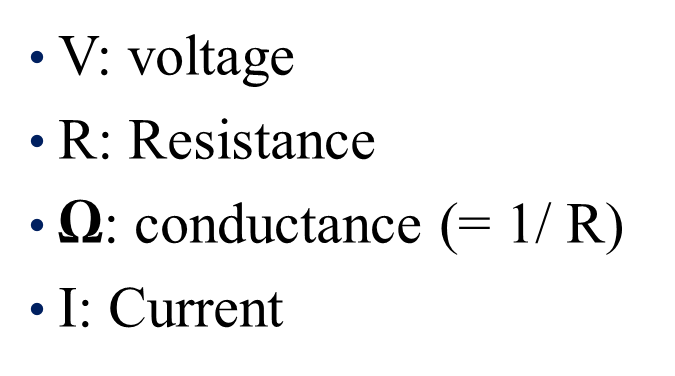 • V: voltage
• R: Resistance
• Ω: conductance (= 1/ R)
• I: Current